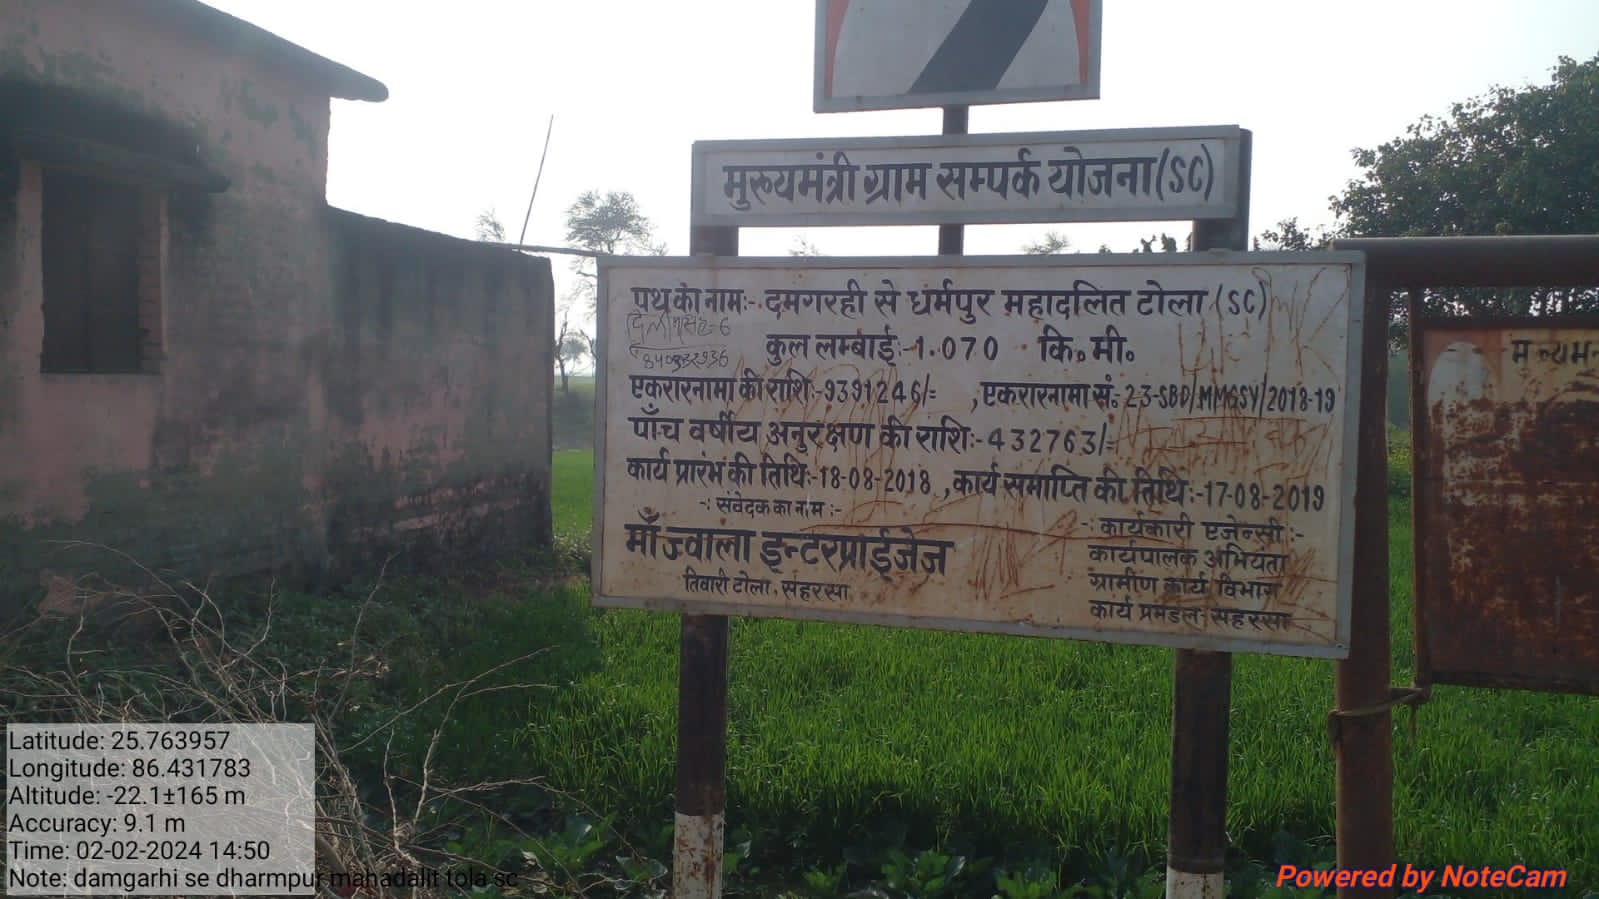 मुख्यमंत्री ग्राम सम्पर्क योजना (SC)
पथ का नाम:- दमगरही से धर्मपुर महादलित टोला (SC)
कुल लम्बाई:-1.070 कि॰मी॰
एकरारनामा की राशि:-9391246/= , एकरारनामा सं॰-23-SBD/MMGSY/2018-19
पाँच वर्षीय अनुरक्षण की राशि:-432763/=
कार्य प्रारंभ की तिथि:-18-08-2018 , कार्य समाप्ति की तिथि:-17-08-2019
-: संवेदक का नाम :-
माँ ज्वाला इन्टरप्राईजेज
तिवारी टोला, सहरसा
-: कार्यकारी एजेन्सी :-
कार्यपालक अभियंता
ग्रामीण कार्य विभाग
कार्य प्रमंडल, सहरसा
Latitude: 25.763957
Longitude: 86.431783
Altitude: -22.1±165 m
Accuracy: 9.1 m
Time: 02-02-2024 14:50
Note: damgarhi se dharmpur mahadalit tola sc
Powered by NoteCam